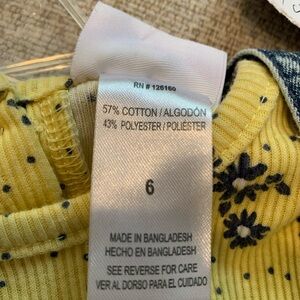 RN # 126160
57% COTTON / ALGODÓN
43% POLYESTER / POLIÉSTER
6
MADE IN BANGLADESH
HECHO EN BANGLADESH
SEE REVERSE FOR CARE
VER AL DORSO PARA EL CUIDADO